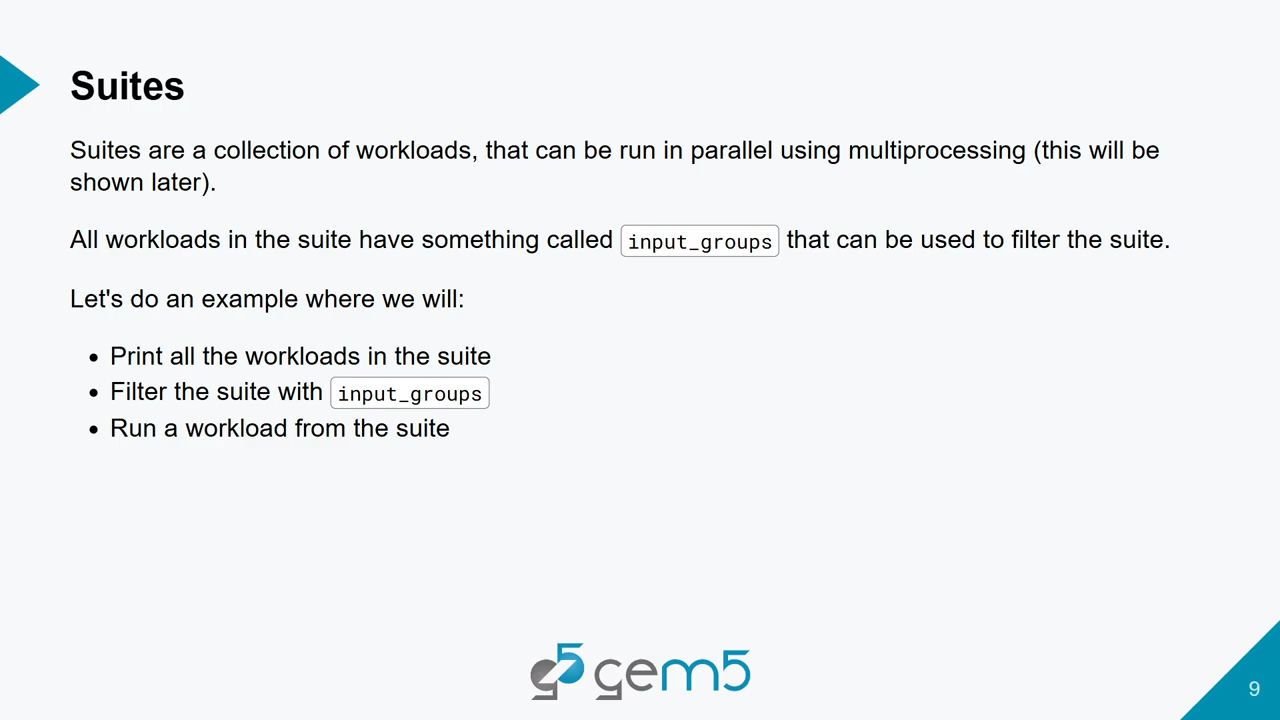 Suites
Suites are a collection of workloads, that can be run in parallel using multiprocessing (this will be
shown later).
All workloads in the suite have something called input_groups that can be used to filter the suite.
Let's do an example where we will:
• Print all the workloads in the suite
• Filter the suite with input_groups
• Run a workload from the suite
g5 gem5
9